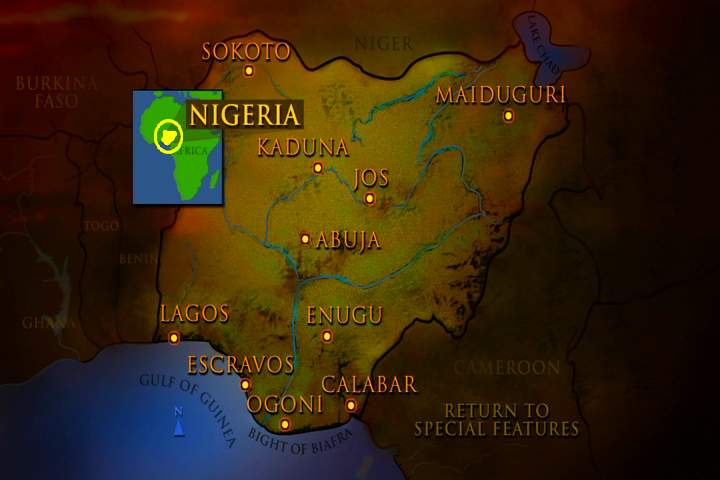 SOKOTO
NIGER
LAKE CHAD
BURKINA
FASO
MAIDUGURI
NIGERIA
AFRICA
KADUNA
JOS
TOGO
ABUJA
BENIN
LAGOS
ENUGU
GHANA
ESCRAVOS
CAMEROON
GULF OF GUINEA
CALABAR
OGONI
N
BIGHT OF BIAFRA
RETURN TO
SPECIAL FEATURES